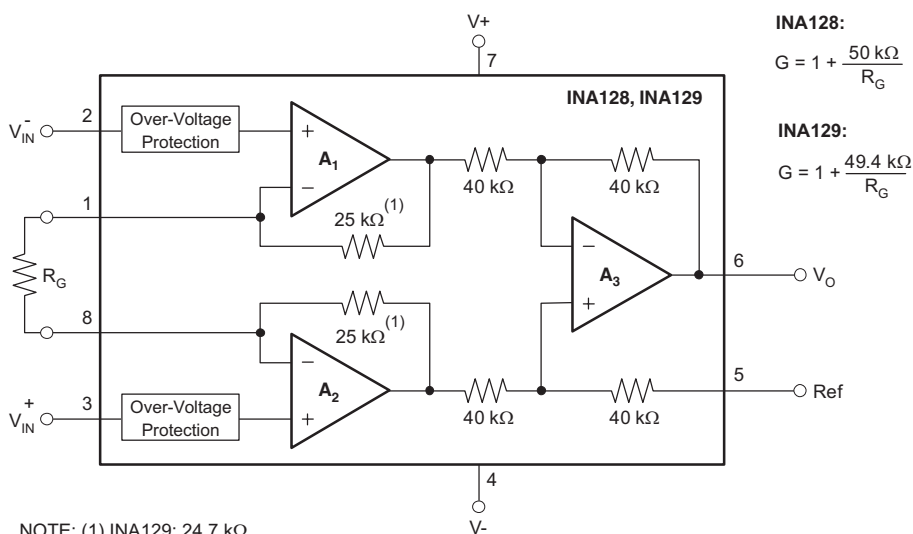 V+
7
INA128, INA129
INA128:
G = 1 + 50 kΩ / R_G
INA129:
G = 1 + 49.4 kΩ / R_G
2
V_IN^-
Over-Voltage
Protection
+
A_1
−
40 kΩ
40 kΩ
1
25 kΩ(1)
R_G
−
A_3
+
6
V_O
8
25 kΩ(1)
−
A_2
+
3
V_IN^+
Over-Voltage
Protection
40 kΩ
40 kΩ
5
Ref
4
V-
NOTE: (1) INA129: 24.7 kΩ